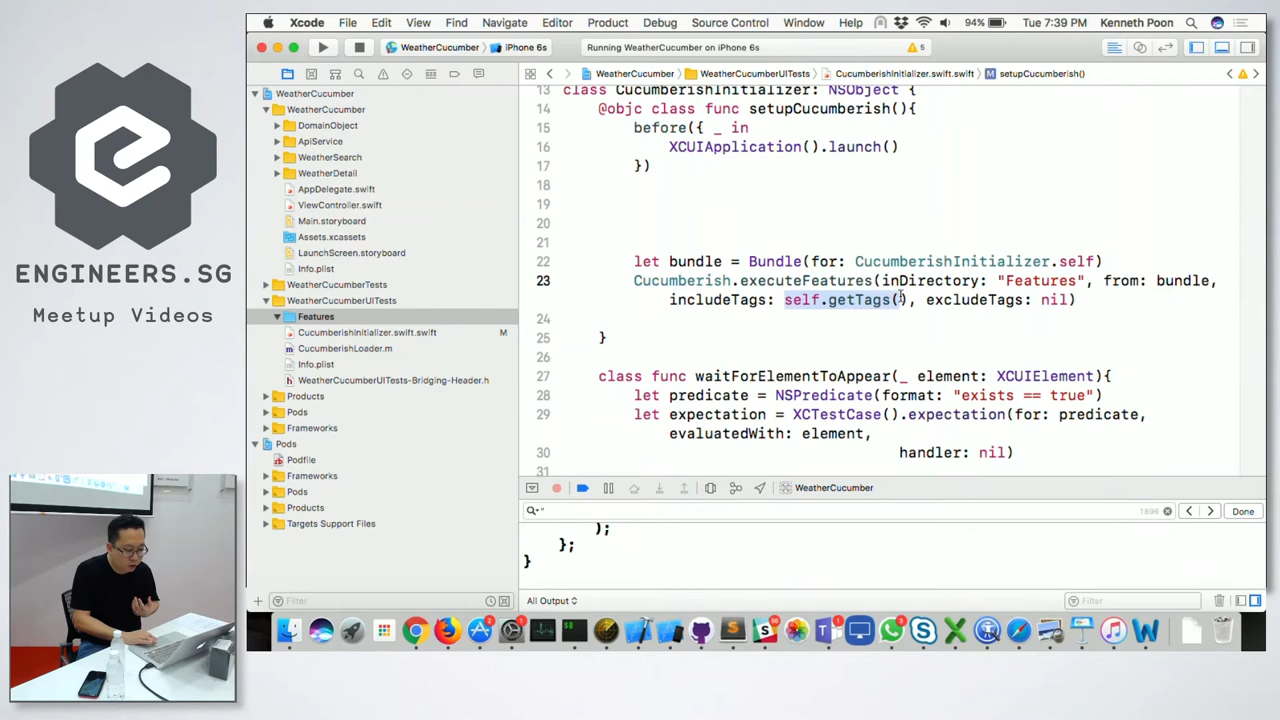 Xcode File Edit View Find Navigate Editor Product Debug Source Control Window Help 94% Tue 7:39 PM Kenneth Poon
WeatherCucumber iPhone 6s Running WeatherCucumber on iPhone 6s 5
WeatherCucumber WeatherCucumberUITests CucumberishInitializer.swift.swift M setupCucumberish()
WeatherCucumber
WeatherCucumber
DomainObject
ApiService
WeatherSearch
WeatherDetail
AppDelegate.swift
ViewController.swift
Main.storyboard
Assets.xcassets
LaunchScreen.storyboard
Info.plist
WeatherCucumberTests
WeatherCucumberUITests
Features
CucumberishInitializer.swift.swift M
CucumberishLoader.m
Info.plist
WeatherCucumberUITests-Bridging-Header.h
Products
Pods
Frameworks
Pods
Podfile
Frameworks
Pods
Products
Targets Support Files
Filter
13 class CucumberishInitializer: NSObject {
14 @objc class func setupCucumberish(){
15 before({ _ in
16 XCUIApplication().launch()
17 })
18
19
20
21
22 let bundle = Bundle(for: CucumberishInitializer.self)
23 Cucumberish.executeFeatures(inDirectory: "Features", from: bundle,
includeTags: self.getTags(), excludeTags: nil)
24
25 }
26
27 class func waitForElementToAppear(_ element: XCUIElement){
28 let predicate = NSPredicate(format: "exists == true")
29 let expectation = XCTestCase().expectation(for: predicate,
evaluatedWith: element,
30 handler: nil)
31
WeatherCucumber
" 1896 Done
);
};
}
All Output Filter
ENGINEERS.SG
Meetup Videos